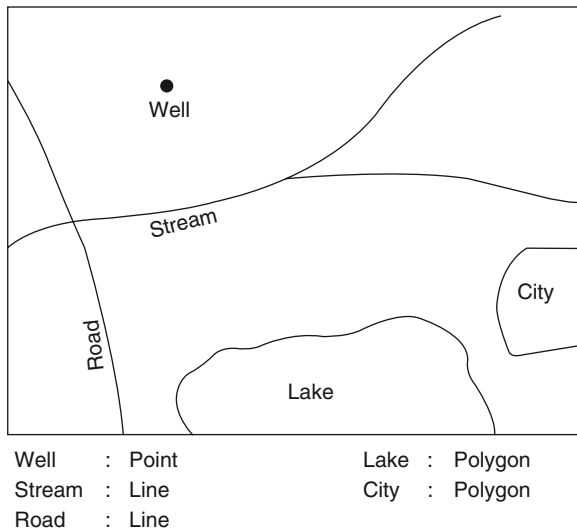 Well
Stream
City
Road
Lake
Well : Point
Stream : Line
Road : Line
Lake : Polygon
City : Polygon